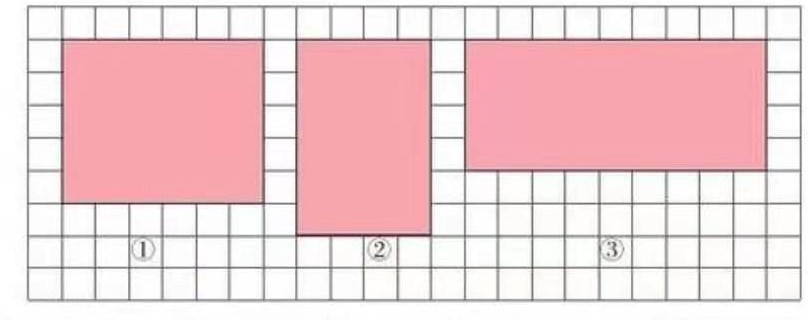 ① ② ③